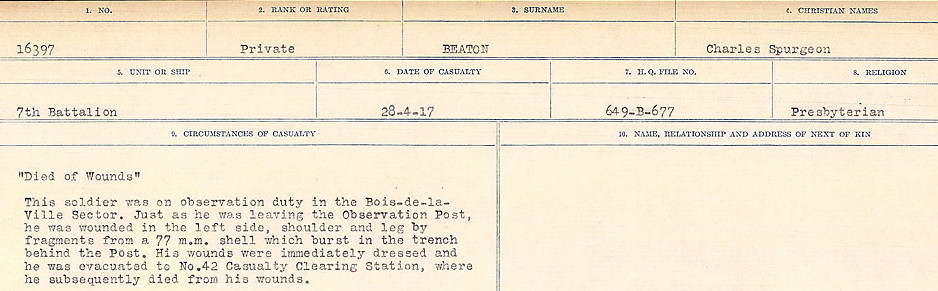 1. NO. 2. RANK OR RATING 3. SURNAME 4. CHRISTIAN NAMES
16397 Private BEATON Charles Spurgeon
5. UNIT OR SHIP 6. DATE OF CASUALTY 7. H. Q. FILE NO. 8. RELIGION
7th Battalion 28-4-17 649-B-677 Presbyterian
9. CIRCUMSTANCES OF CASUALTY 10. NAME, RELATIONSHIP AND ADDRESS OF NEXT OF KIN
"Died of Wounds"
This soldier was on observation duty in the Bois-de-la-
Ville Sector. Just as he was leaving the Observation Post,
he was wounded in the left side, shoulder and leg by
fragments from a 77 m.m. shell which burst in the trench
behind the Post. His wounds were immediately dressed and
he was evacuated to No.42 Casualty Clearing Station, where
he subsequently died from his wounds.